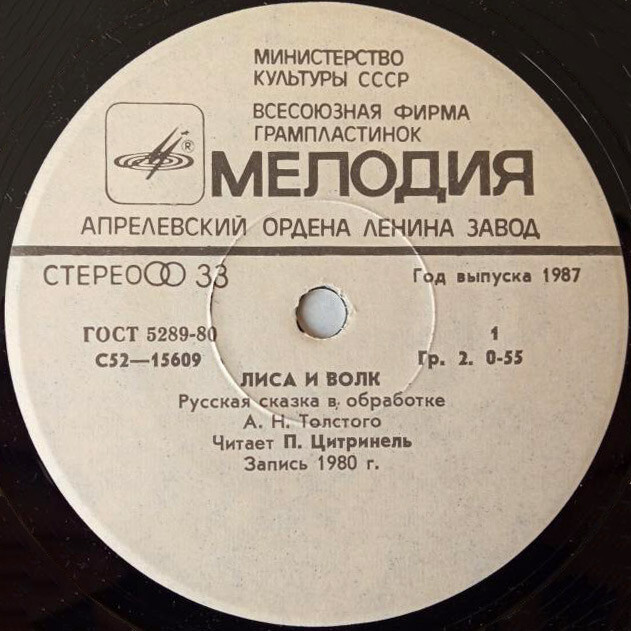 МИНИСТЕРСТВО
КУЛЬТУРЫ СССР
ВСЕСОЮЗНАЯ ФИРМА
ГРАМПЛАСТИНОК
®
МЕЛОДИЯ
АПРЕЛЕВСКИЙ ОРДЕНА ЛЕНИНА ЗАВОД
СТЕРЕО 33
Год выпуска 1987
ГОСТ 5289-80
1
С52—15609
Гр. 2. 0-55
ЛИСА И ВОЛК
Русская сказка в обработке
А. Н. Толстого
Читает П. Цитринель
Запись 1980 г.